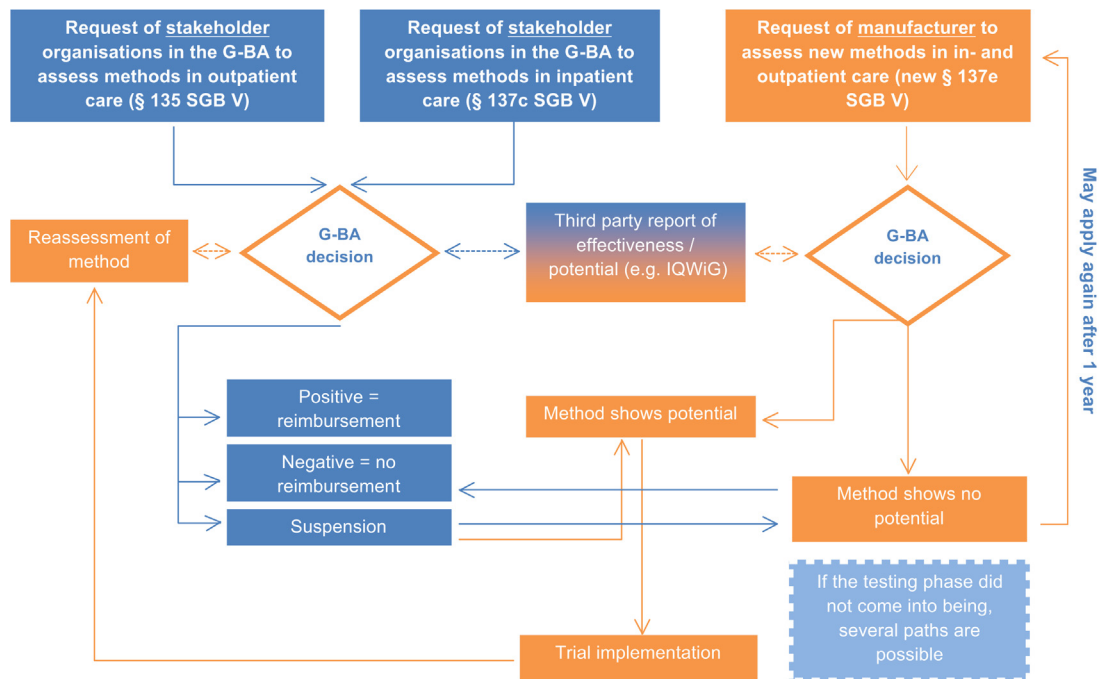 Request of stakeholder
organisations in the G-BA to
assess methods in outpatient
care (§ 135 SGB V)
Request of stakeholder
organisations in the G-BA to
assess methods in inpatient
care (§ 137c SGB V)
Request of manufacturer to
assess new methods in in- and
outpatient care (new § 137e
SGB V)
May apply again after 1 year
Reassessment of
method
G-BA
decision
Third party report of
effectiveness /
potential (e.g. IQWiG)
G-BA
decision
Positive =
reimbursement
Negative = no
reimbursement
Suspension
Method shows potential
Method shows no
potential
If the testing phase did
not come into being,
several paths are
possible
Trial implementation